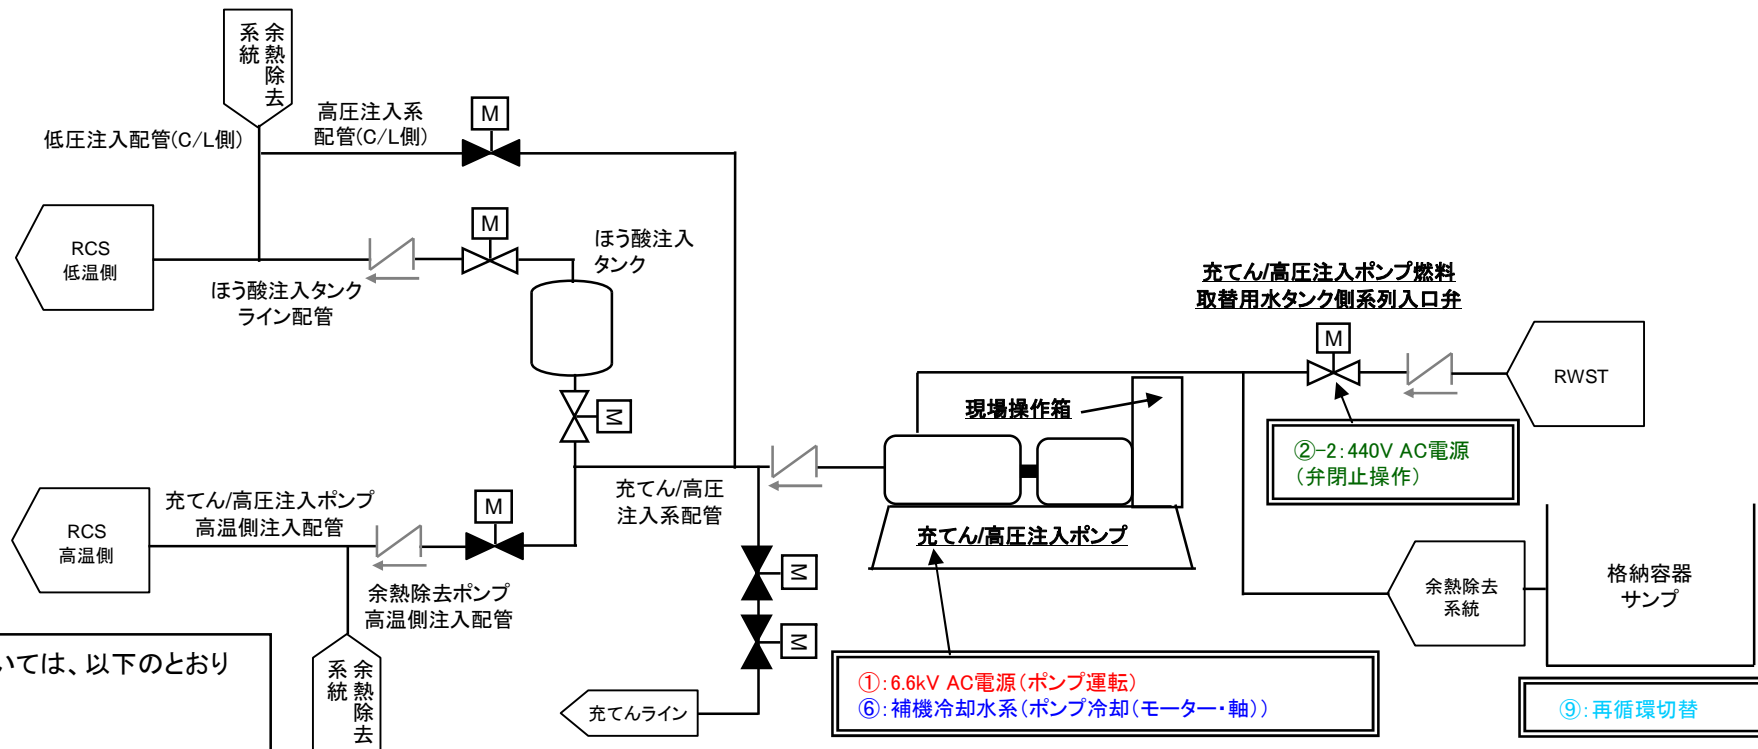 余熱除去
系統
高圧注入系
配管(C/L側)
低圧注入配管(C/L側)
M
RCS
低温側
M
ほう酸注入
タンク
ほう酸注入タンク
ライン配管
M
充てん/高圧注入ポンプ燃料
取替用水タンク側系列入口弁
M
RWST
現場操作箱
②-2:440V AC電源
(弁閉止操作)
充てん/高圧
注入系配管
充てん/高圧注入ポンプ
高温側注入配管
M
RCS
高温側
充てん/高圧注入ポンプ
余熱除去ポンプ
高温側注入配管
M
M
余熱除去
系統
格納容器
サンプ
いては、以下のとおり
余熱除去
系統
充てんライン
①:6.6kV AC電源(ポンプ運転)
⑥:補機冷却水系(ポンプ冷却(モーター・軸))
⑨:再循環切替